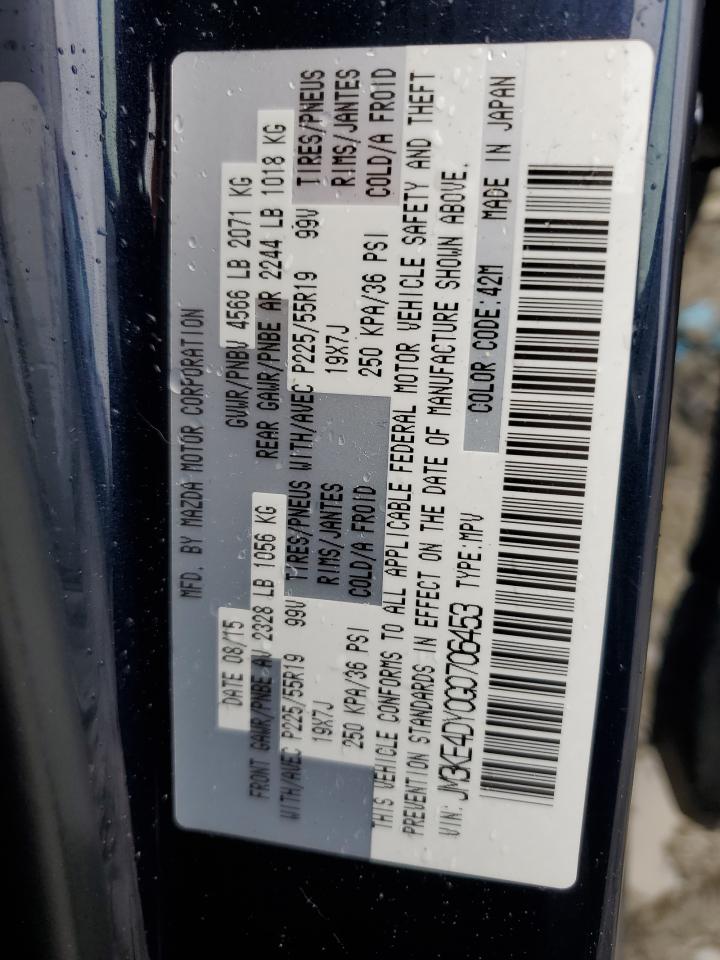 MFD. BY MAZDA MOTOR CORPORATION
DATE 08/15 GVWR/PNBV 4566 LB 2071 KG
FRONT GAWR/PNBE AV 2328 LB 1056 KG REAR GAWR/PNBE AR 2244 LB 1018 KG
WITH/AVEC P225/55R19 99V TIRES/PNEUS WITH/AVEC P225/55R19 99V TIRES/PNEUS
19X7J RIMS/JANTES 19X7J RIMS/JANTES
250 KPA/36 PSI COLD/A FROID 250 KPA/36 PSI COLD/A FROID
THIS VEHICLE CONFORMS TO ALL APPLICABLE FEDERAL MOTOR VEHICLE SAFETY AND THEFT
PREVENTION STANDARDS IN EFFECT ON THE DATE OF MANUFACTURE SHOWN ABOVE.
VIN: JM3KE4DY0G0706453 TYPE:MPV COLOR CODE:42M MADE IN JAPAN